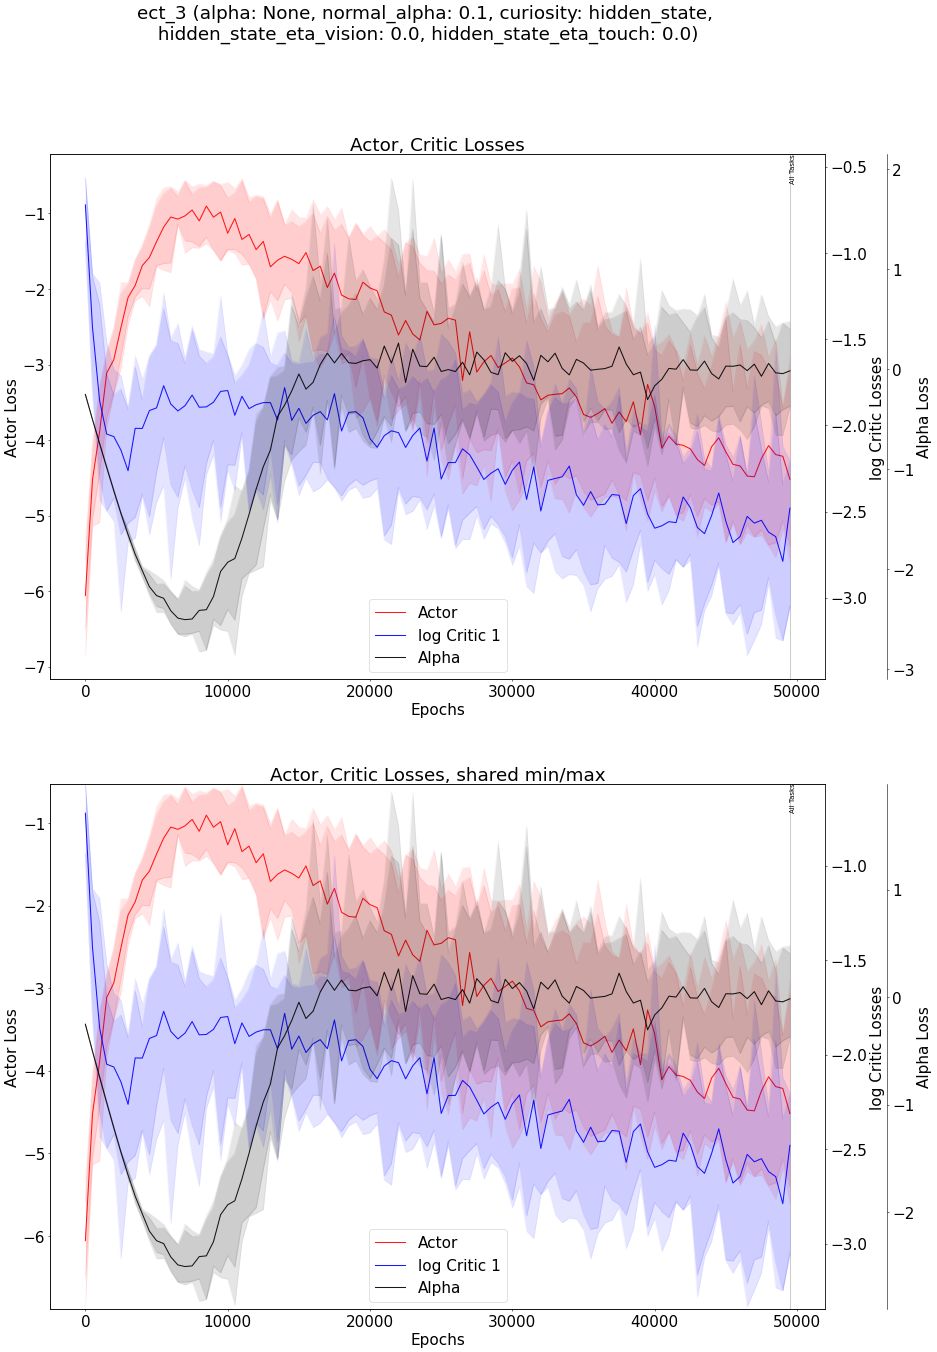 ect_3 (alpha: None, normal_alpha: 0.1, curiosity: hidden_state,
hidden_state_eta_vision: 0.0, hidden_state_eta_touch: 0.0)
Actor, Critic Losses
Actor Loss
−1
−2
−3
−4
−5
−6
−7
0
10000
20000
30000
40000
50000
Epochs
Actor
log Critic 1
Alpha
All Tasks
−0.5
−1.0
−1.5
−2.0
−2.5
−3.0
log Critic Losses
2
1
0
−1
−2
−3
Alpha Loss
Actor, Critic Losses, shared min/max
Actor Loss
−1
−2
−3
−4
−5
−6
0
10000
20000
30000
40000
50000
Epochs
Actor
log Critic 1
Alpha
All Tasks
−1.0
−1.5
−2.0
−2.5
−3.0
log Critic Losses
1
0
−1
−2
Alpha Loss